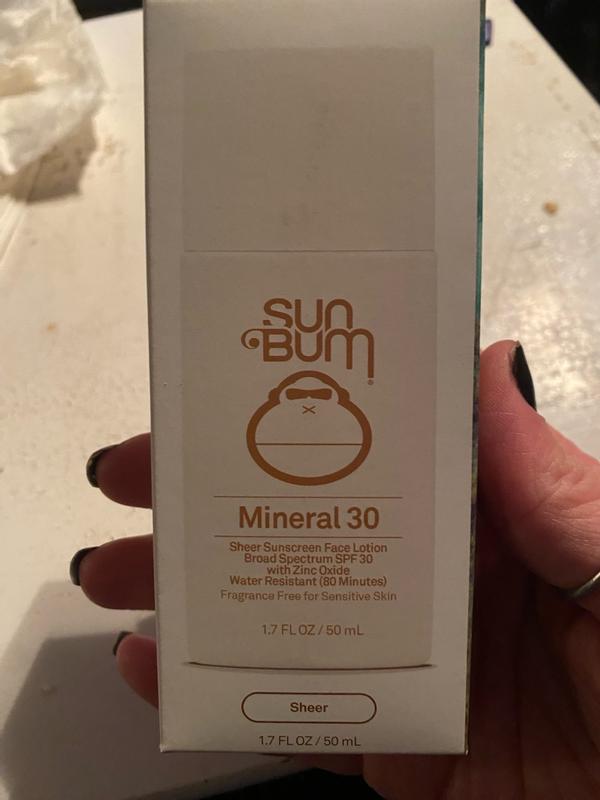 SUN
BUM®
Mineral 30
Sheer Sunscreen Face Lotion
Broad Spectrum SPF 30
with Zinc Oxide
Water Resistant (80 Minutes)
Fragrance Free for Sensitive Skin
1.7 FL OZ / 50 mL
Sheer
1.7 FL OZ / 50 mL